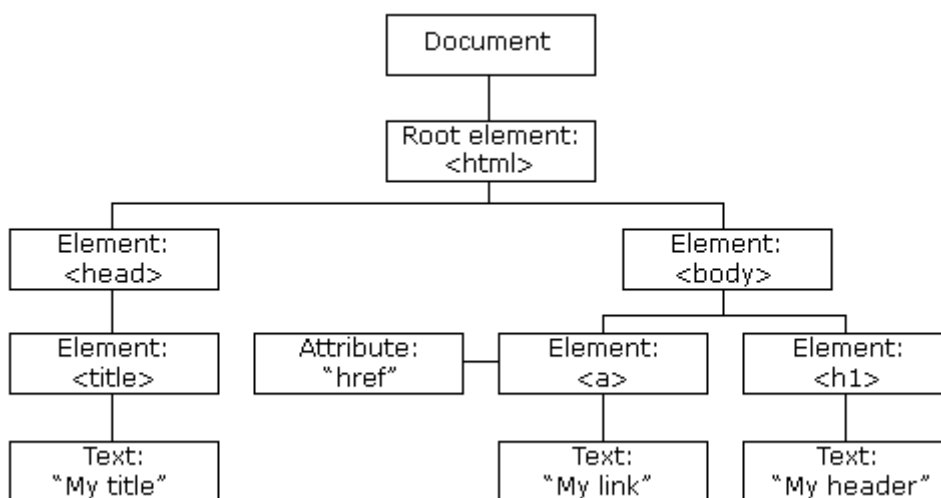 Document
Root element:
<html>
Element:
<head>
Element:
<body>
Element:
<title>
Attribute:
“href”
Element:
<a>
Element:
<h1>
Text:
“My title”
Text:
“My link”
Text:
“My header”